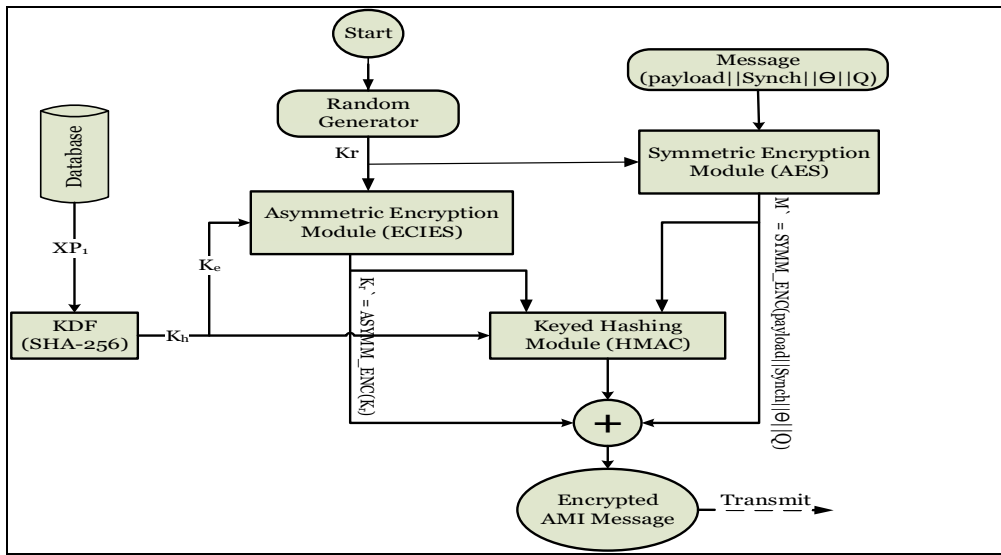 Start
Random
Generator
Message
(payload||Synch||Ө||Q)
Database
Kr
Symmetric Encryption
Module (AES)
Asymmetric Encryption
Module (ECIES)
XP₁
Kₑ
KDF
(SHA-256)
Kₕ
Keyed Hashing
Module (HMAC)
Kᵣ` = ASYMM_ENC(Kᵣ)
M` = SYMM_ENC(payload||Synch||Ө||Q)
+
Encrypted
AMI Message
Transmit